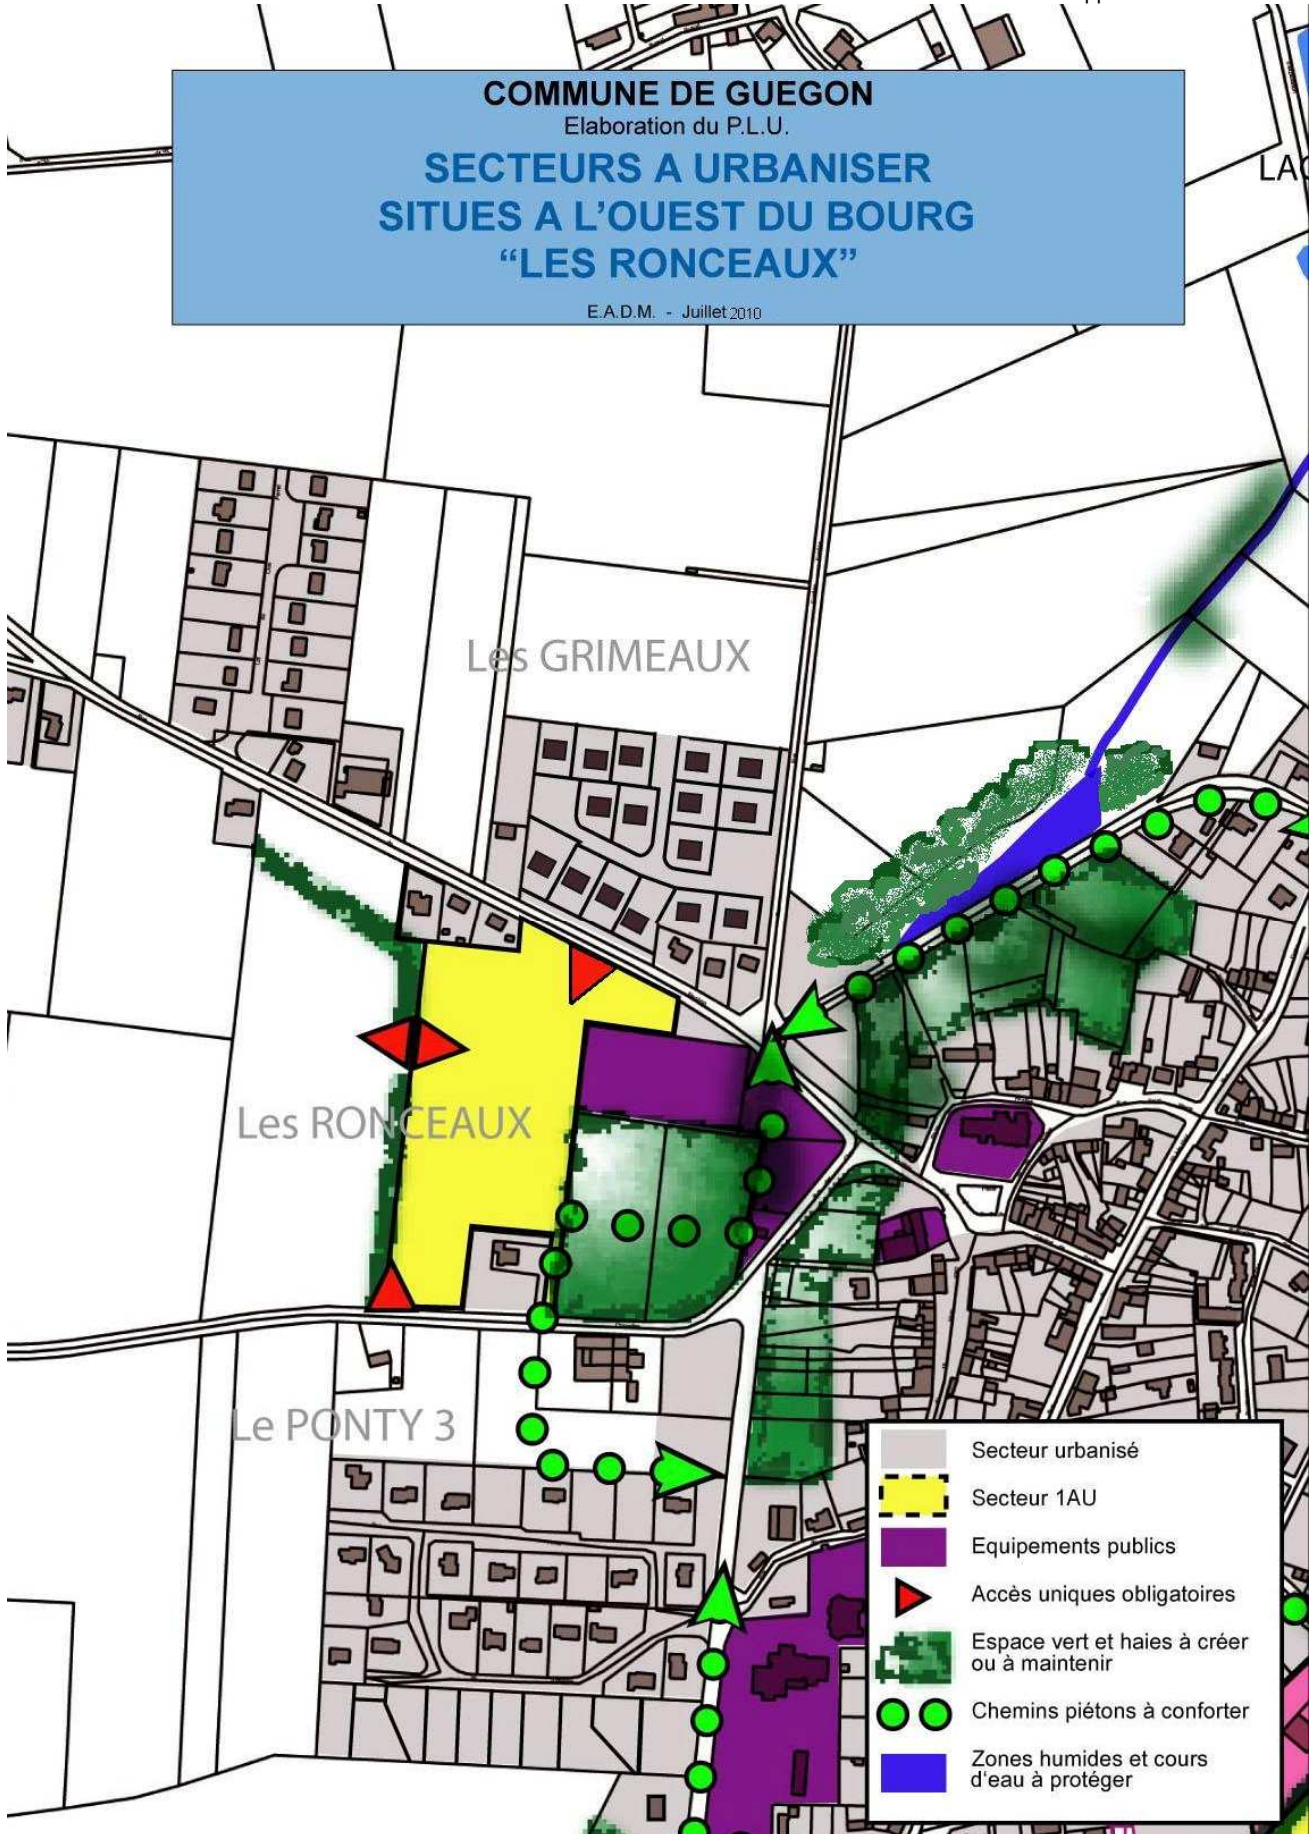 COMMUNE DE GUEGON
Elaboration du P.L.U.
SECTEURS A URBANISER
SITUES A L'OUEST DU BOURG
“LES RONCEAUX”
E.A.D.M. - Juillet 2010
Les GRIMEAUX
Les RONCEAUX
Le PONTY 3
Secteur urbanisé
Secteur 1AU
Equipements publics
Accès uniques obligatoires
Espace vert et haies à créer
ou à maintenir
Chemins piétons à conforter
Zones humides et cours
d'eau à protéger